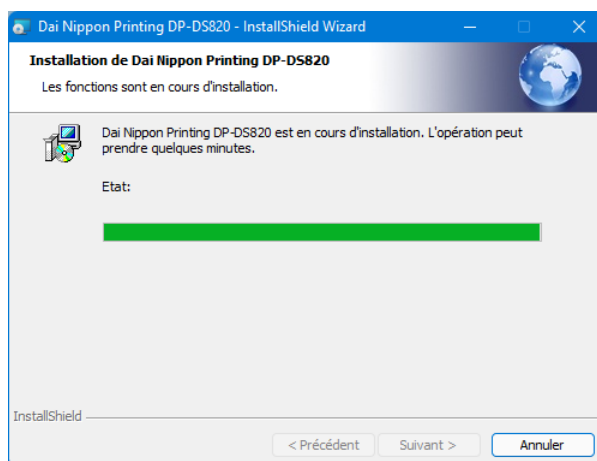 Dai Nippon Printing DP-DS820 - InstallShield Wizard
Installation de Dai Nippon Printing DP-DS820
Les fonctions sont en cours d'installation.
Dai Nippon Printing DP-DS820 est en cours d'installation. L'opération peut
prendre quelques minutes.
Etat:
InstallShield
< Précédent
Suivant >
Annuler